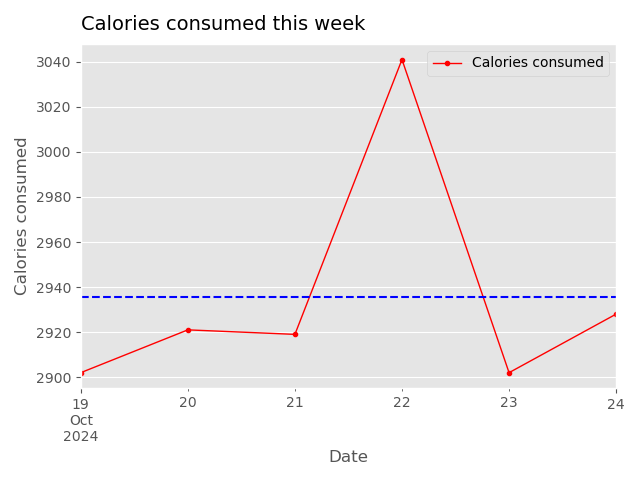 Calories consumed this week
Calories consumed
3040
3020
3000
2980
2960
2940
2920
2900
Calories consumed
19 20 21 22 23 24
Oct
2024
Date